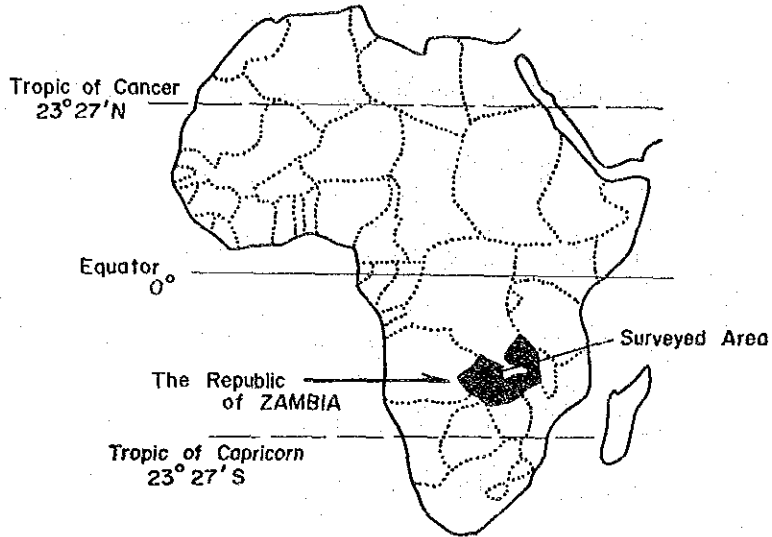 Tropic of Cancer
23°27'N
Equator
0°
Surveyed Area
The Republic
of ZAMBIA
Tropic of Capricorn
23°27'S